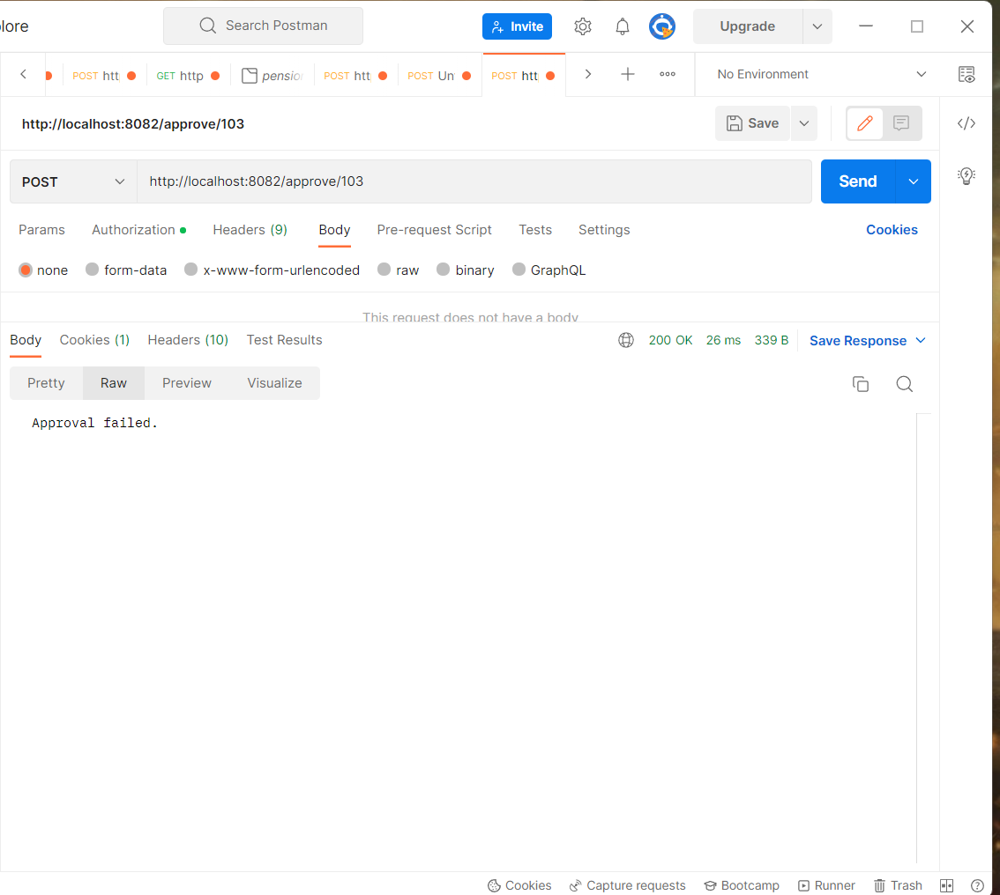 lore
Search Postman
Invite
Upgrade
POST htt
GET http
pensio
POST htt
POST Un
POST htt
No Environment
http://localhost:8082/approve/103
Save
POST
http://localhost:8082/approve/103
Send
Params Authorization Headers (9) Body Pre-request Script Tests Settings Cookies
none form-data x-www-form-urlencoded raw binary GraphQL
This request does not have a body
Body Cookies (1) Headers (10) Test Results 200 OK 26 ms 339 B Save Response
Pretty Raw Preview Visualize
Approval failed.
Cookies Capture requests Bootcamp Runner Trash